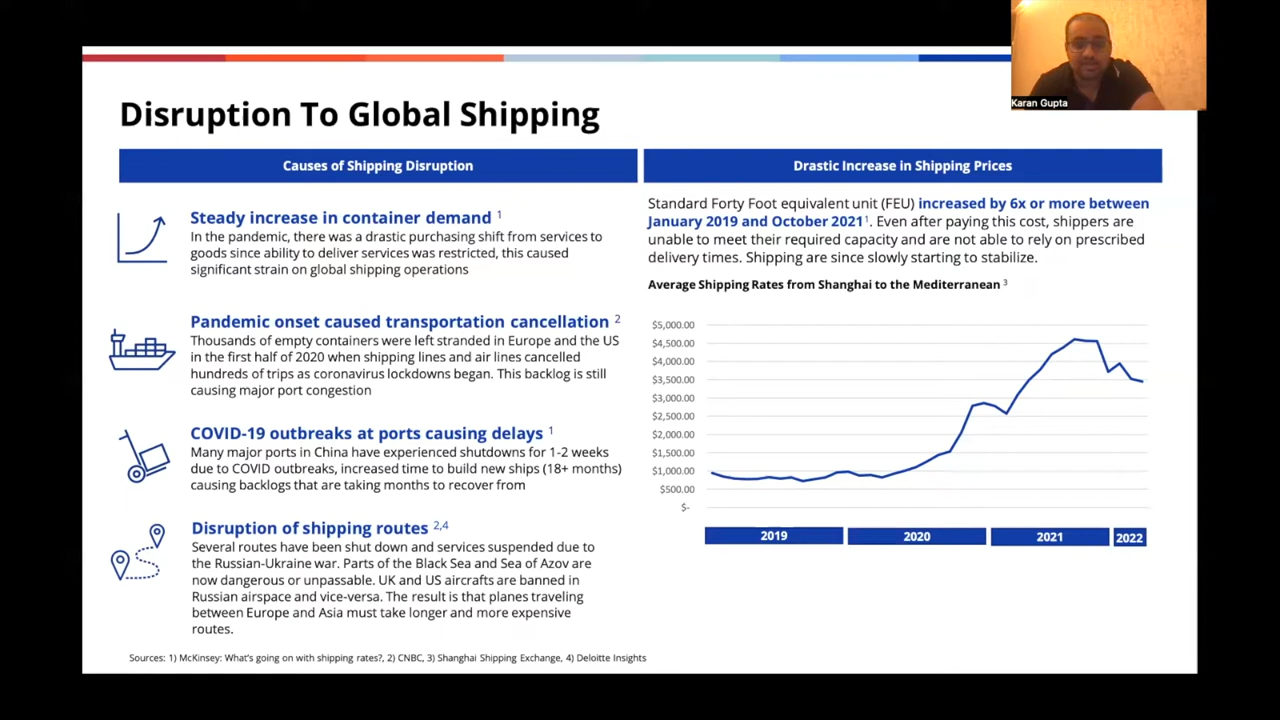 Karan Gupta
Disruption To Global Shipping
Causes of Shipping Disruption
Steady increase in container demand 1
In the pandemic, there was a drastic purchasing shift from services to
goods since ability to deliver services was restricted, this caused
significant strain on global shipping operations
Pandemic onset caused transportation cancellation 2
Thousands of empty containers were left stranded in Europe and the US
in the first half of 2020 when shipping lines and air lines cancelled
hundreds of trips as coronavirus lockdowns began. This backlog is still
causing major port congestion
COVID-19 outbreaks at ports causing delays 1
Many major ports in China have experienced shutdowns for 1-2 weeks
due to COVID outbreaks, increased time to build new ships (18+ months)
causing backlogs that are taking months to recover from
Disruption of shipping routes 2,4
Several routes have been shut down and services suspended due to
the Russian-Ukraine war. Parts of the Black Sea and Sea of Azov are
now dangerous or unpassable. UK and US aircrafts are banned in
Russian airspace and vice-versa. The result is that planes traveling
between Europe and Asia must take longer and more expensive
routes.
Drastic Increase in Shipping Prices
Standard Forty Foot equivalent unit (FEU) increased by 6x or more between
January 2019 and October 2021 1. Even after paying this cost, shippers are
unable to meet their required capacity and are not able to rely on prescribed
delivery times. Shipping are since slowly starting to stabilize.
Average Shipping Rates from Shanghai to the Mediterranean 3
$5,000.00
$4,500.00
$4,000.00
$3,500.00
$3,000.00
$2,500.00
$2,000.00
$1,500.00
$1,000.00
$500.00
$-
2019 2020 2021 2022
Sources: 1) McKinsey: What's going on with shipping rates?, 2) CNBC, 3) Shanghai Shipping Exchange, 4) Deloitte Insights